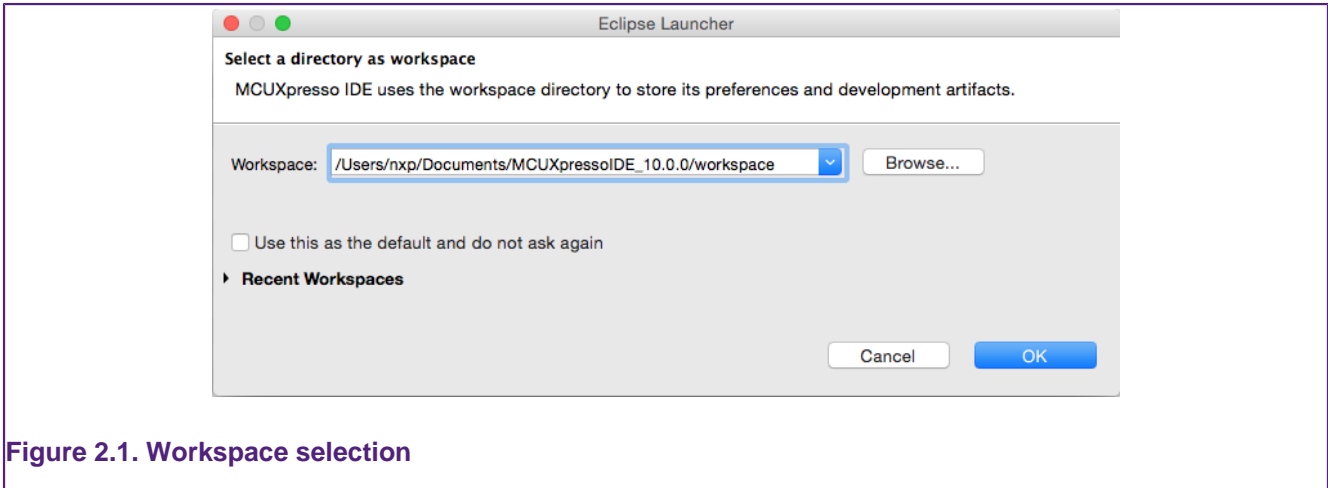 Eclipse Launcher
Select a directory as workspace
MCUXpresso IDE uses the workspace directory to store its preferences and development artifacts.
Workspace: /Users/nxp/Documents/MCUXpressoIDE_10.0.0/workspace Browse...
Use this as the default and do not ask again
Recent Workspaces
Cancel OK
Figure 2.1. Workspace selection